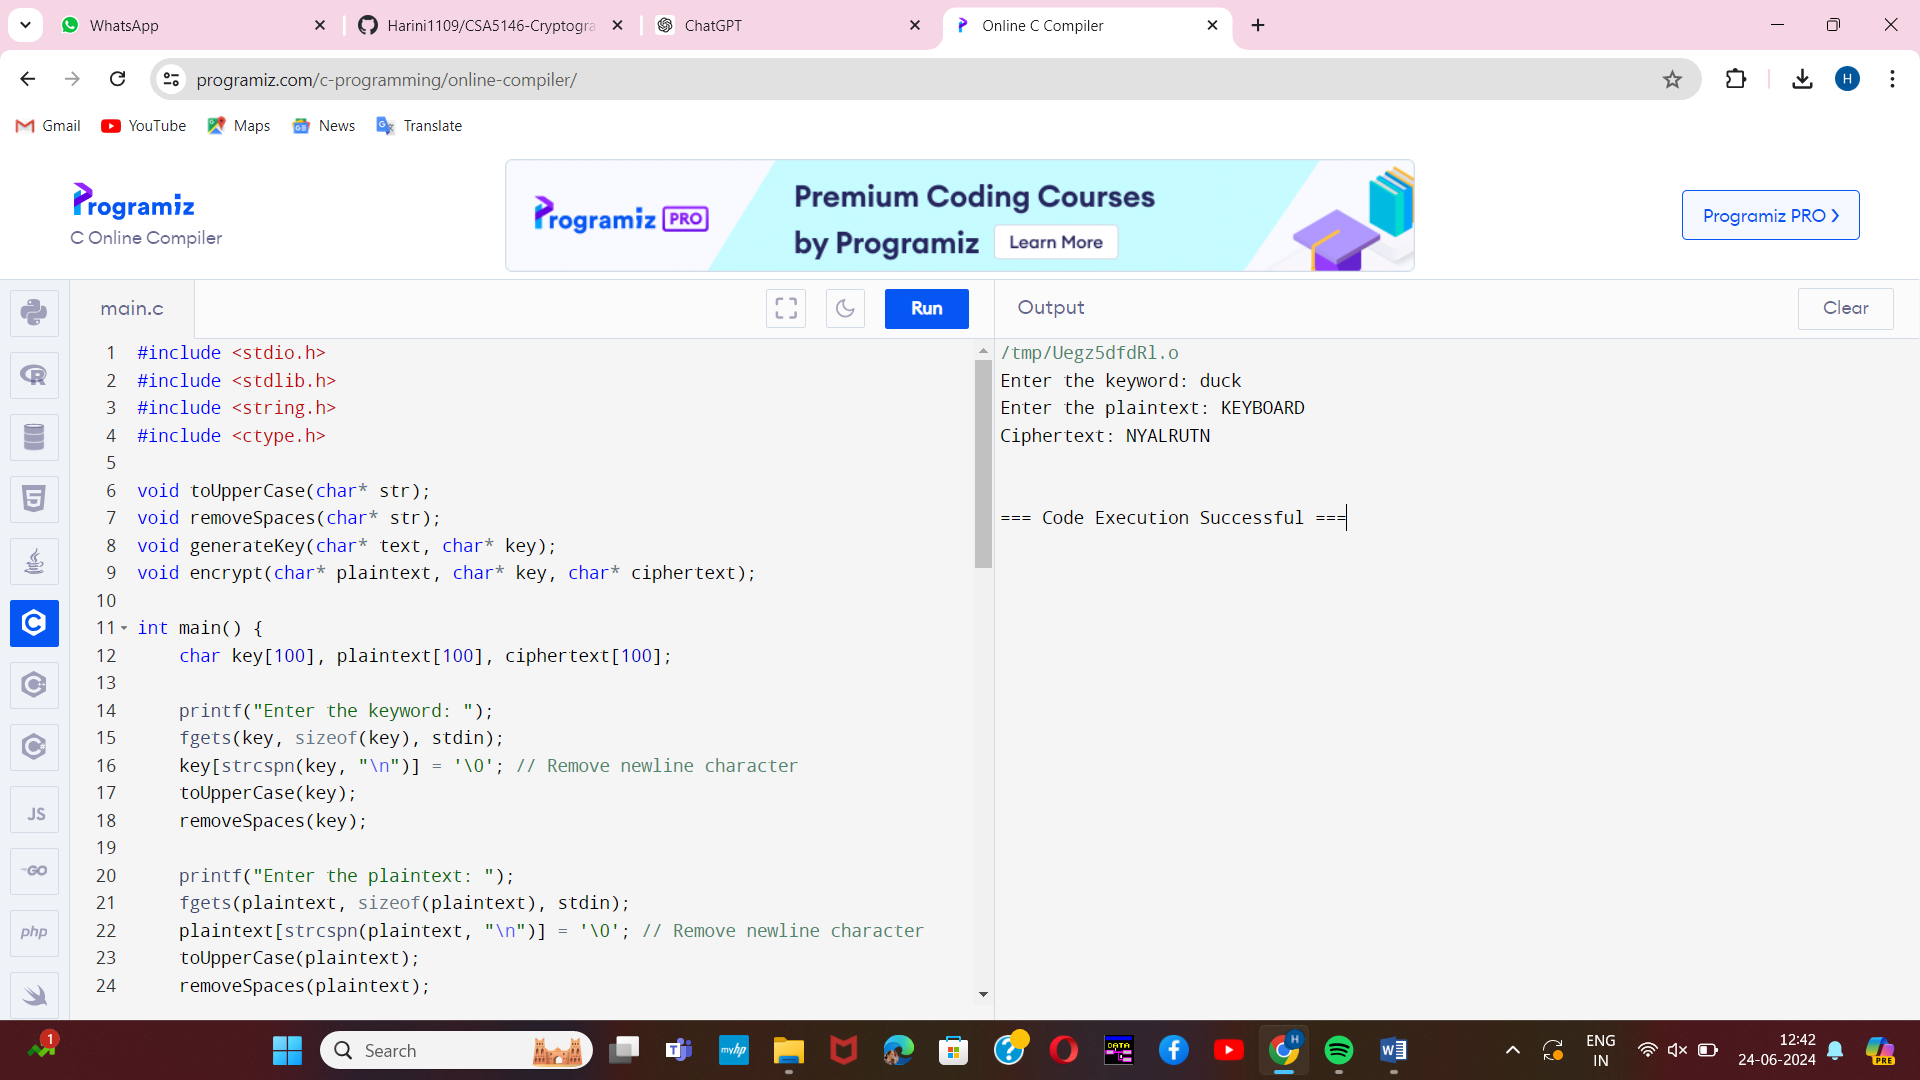 WhatsApp
Harini1109/CSA5146-Cryptogra
ChatGPT
Online C Compiler
programiz.com/c-programming/online-compiler/
H
Gmail
YouTube
Maps
News
Translate
Programiz
C Online Compiler
Programiz PRO
Premium Coding Courses
by Programiz
Learn More
Programiz PRO ›
main.c
Run
Output
Clear
1 #include <stdio.h>
2 #include <stdlib.h>
3 #include <string.h>
4 #include <ctype.h>
5
6 void toUpperCase(char* str);
7 void removeSpaces(char* str);
8 void generateKey(char* text, char* key);
9 void encrypt(char* plaintext, char* key, char* ciphertext);
10
11 int main() {
12 char key[100], plaintext[100], ciphertext[100];
13
14 printf("Enter the keyword: ");
15 fgets(key, sizeof(key), stdin);
16 key[strcspn(key, "\n")] = '\0'; // Remove newline character
17 toUpperCase(key);
18 removeSpaces(key);
19
20 printf("Enter the plaintext: ");
21 fgets(plaintext, sizeof(plaintext), stdin);
22 plaintext[strcspn(plaintext, "\n")] = '\0'; // Remove newline character
23 toUpperCase(plaintext);
24 removeSpaces(plaintext);
/tmp/Uegz5dfdRl.o
Enter the keyword: duck
Enter the plaintext: KEYBOARD
Ciphertext: NYALRUTN
=== Code Execution Successful ===
JS
GO
php
1
Search
myhp
DATA
H
ENG
IN
12:42
24-06-2024
PRE